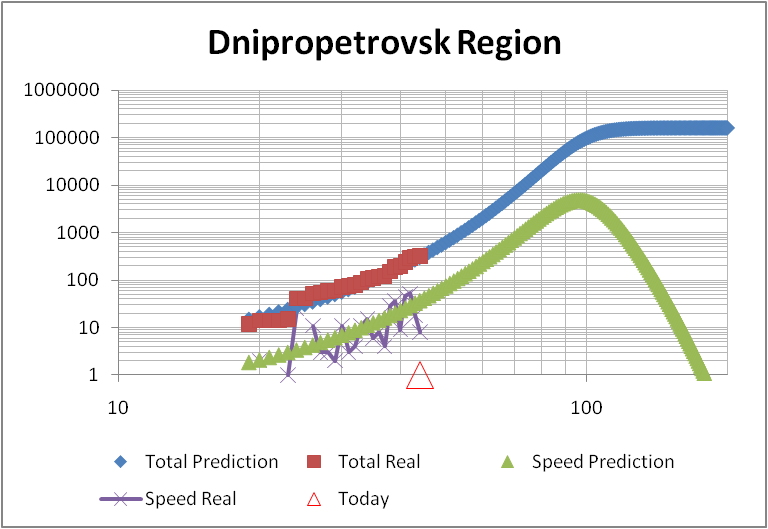 Dnipropetrovsk Region
1000000
100000
10000
1000
100
10
1
10 100
Total Prediction Total Real Speed Prediction
Speed Real Today